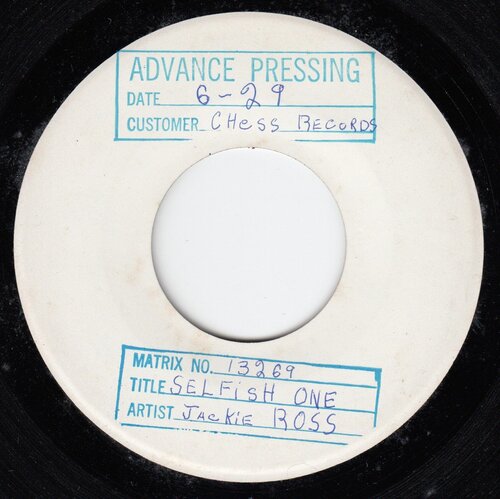 ADVANCE PRESSING
DATE 6-29
CUSTOMER CHess RecoRDS
MATRIX NO. 13269
TITLE SELFiSH ONE
ARTIST JacKie ROSS